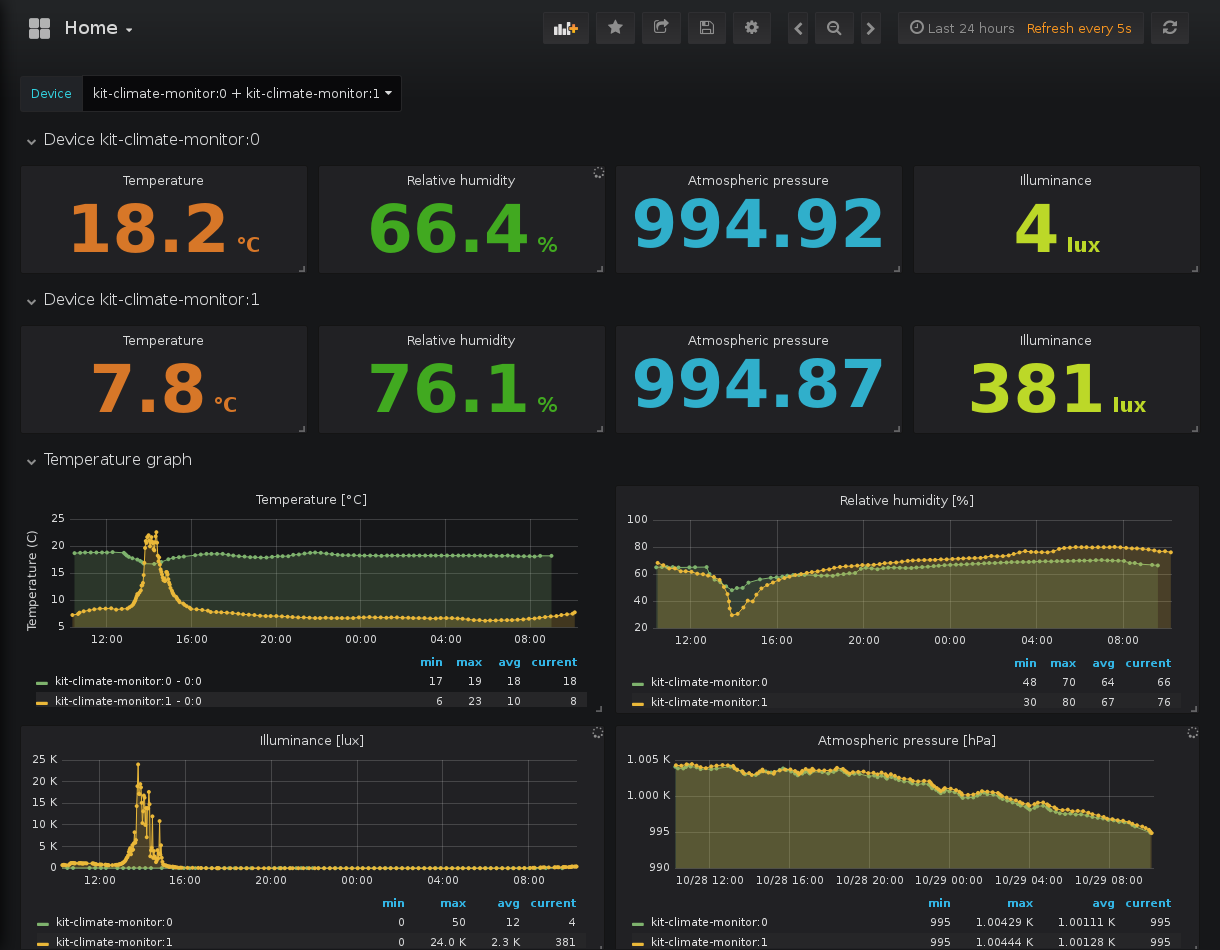 Home
Last 24 hours Refresh every 5s
Device kit-climate-monitor:0 + kit-climate-monitor:1
Device kit-climate-monitor:0
Temperature
18.2 °C
Relative humidity
66.4 %
Atmospheric pressure
994.92
Illuminance
4 lux
Device kit-climate-monitor:1
Temperature
7.8 °C
Relative humidity
76.1 %
Atmospheric pressure
994.87
Illuminance
381 lux
Temperature graph
Temperature [°C]
Temperature (C)
25
20
15
10
5
12:00 16:00 20:00 00:00 04:00 08:00
min max avg current
kit-climate-monitor:0 - 0:0 17 19 18 18
kit-climate-monitor:1 - 0:0 6 23 10 8
Relative humidity [%]
100
80
60
40
20
12:00 16:00 20:00 00:00 04:00 08:00
min max avg current
kit-climate-monitor:0 48 70 64 66
kit-climate-monitor:1 30 80 67 76
Illuminance [lux]
25 K
20 K
15 K
10 K
5 K
0
12:00 16:00 20:00 00:00 04:00 08:00
min max avg current
kit-climate-monitor:0 0 50 12 4
kit-climate-monitor:1 0 24.0 K 2.3 K 381
Atmospheric pressure [hPa]
1.005 K
1.000 K
995
990
10/28 12:00 10/28 16:00 10/28 20:00 10/29 00:00 10/29 04:00 10/29 08:00
min max avg current
kit-climate-monitor:0 995 1.00429 K 1.00111 K 995
kit-climate-monitor:1 995 1.00444 K 1.00128 K 995